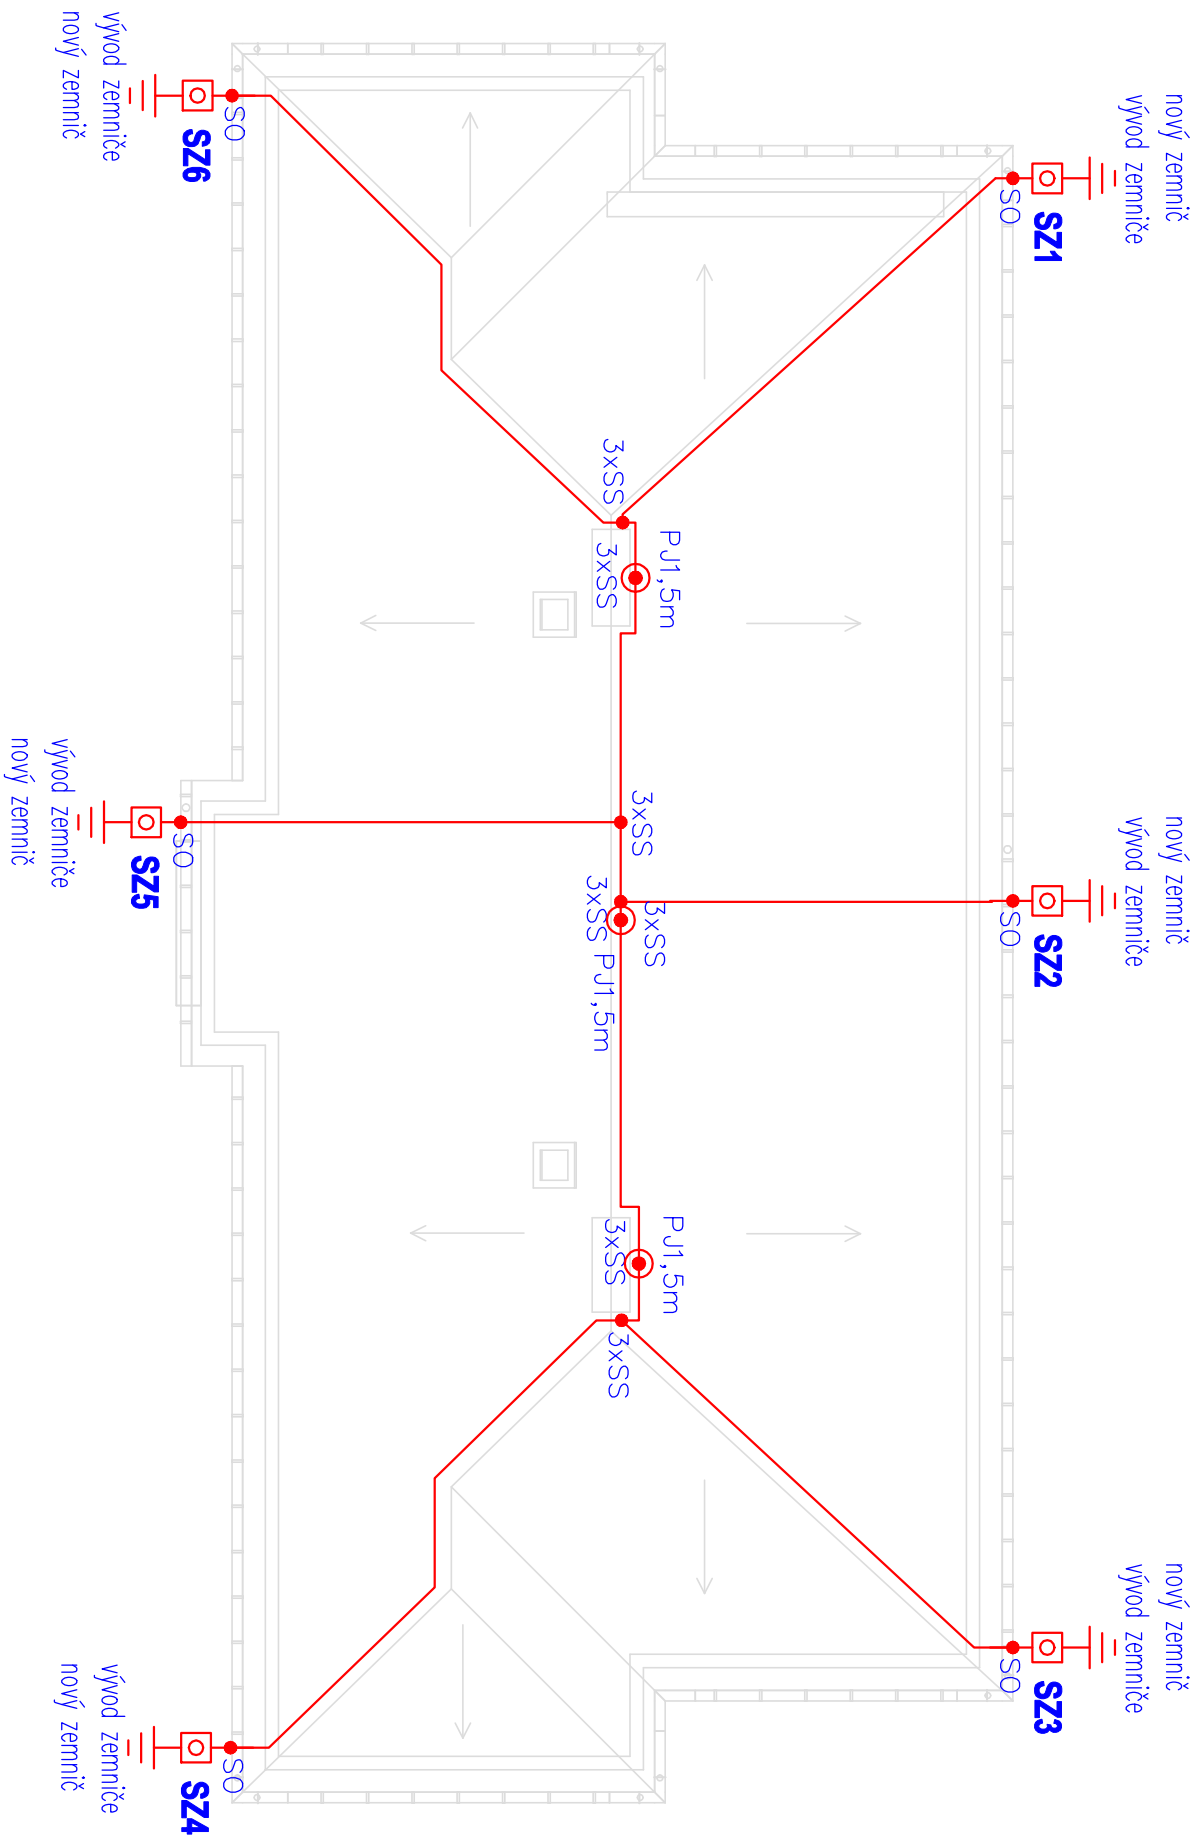 nový zemnič
vývod zemniče
SZ1
SO
nový zemnič
vývod zemniče
SZ2
SO
nový zemnič
vývod zemniče
SZ3
SO
3xSS
PJ1,5m
3xSS
3xSS
3xSS
3xSS PJ1,5m
PJ1,5m
3xSS
3xSS
SO
SZ6
vývod zemniče
nový zemnič
SO
SZ5
vývod zemniče
nový zemnič
SO
SZ4
vývod zemniče
nový zemnič